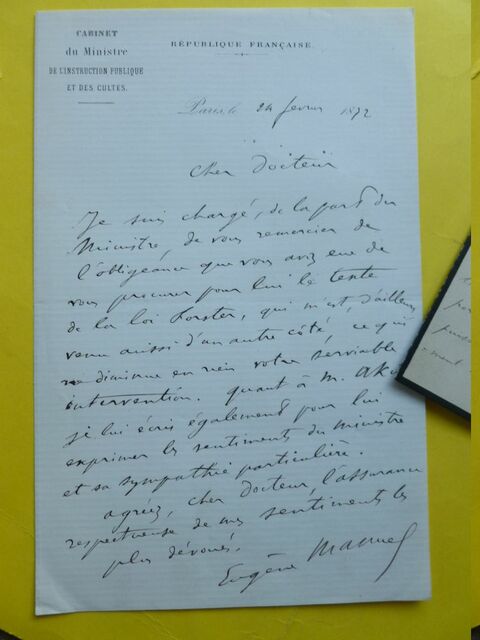 CABINET
du Ministre
DE L'INSTRUCTION PUBLIQUE
ET DES CULTES.
RÉPUBLIQUE FRANÇAISE.
Paris, le 24 février 1872
Cher Docteur
Je suis chargé, de la part du
Ministre, de vous remercier de
l'obligeance que vous avez eue de
vous procurer pour lui le texte
de la loi Forster, qui m'est, d'ailleurs,
venu aussi d'un autre côté, ce qui
ne diminue en rien votre serviable
intervention. quant à M.
je lui écris également pour lui
exprimer les sentiments du ministre
et sa sympathie particulière.
agréez, cher Docteur, l'assurance
respectueuse de mes sentiments les
plus dévoués.
Eugène Manuel